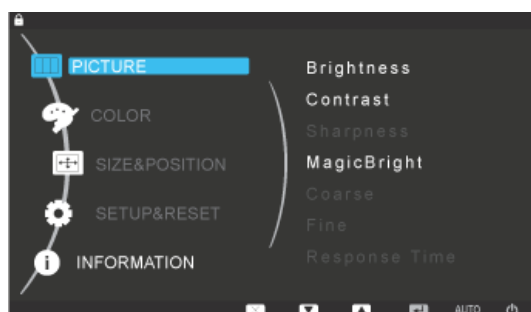 PICTURE
COLOR
SIZE&POSITION
SETUP&RESET
INFORMATION
Brightness
Contrast
Sharpness
MagicBright
Coarse
Fine
Response Time
AUTO